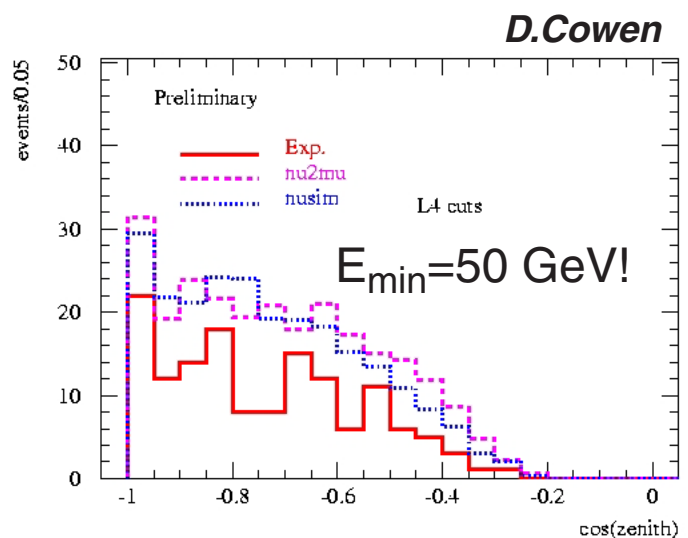 D.Cowen
events/0.05
50
40
30
20
10
0
Preliminary
Exp.
nu2mu
nusim
L4 cuts
Emin=50 GeV!
-1 -0.8 -0.6 -0.4 -0.2 0
cos(zenith)